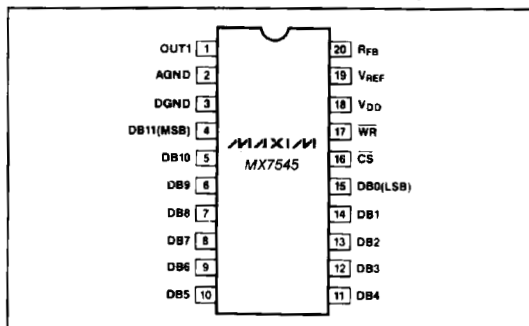 OUT1 1
AGND 2
DGND 3
DB11(MSB) 4
DB10 5
DB9 6
DB8 7
DB7 8
DB6 9
DB5 10
MAXIM
MX7545
20 RFB
19 VREF
18 VDD
17 W̅R̅
16 C̅S̅
15 DB0(LSB)
14 DB1
13 DB2
12 DB3
11 DB4